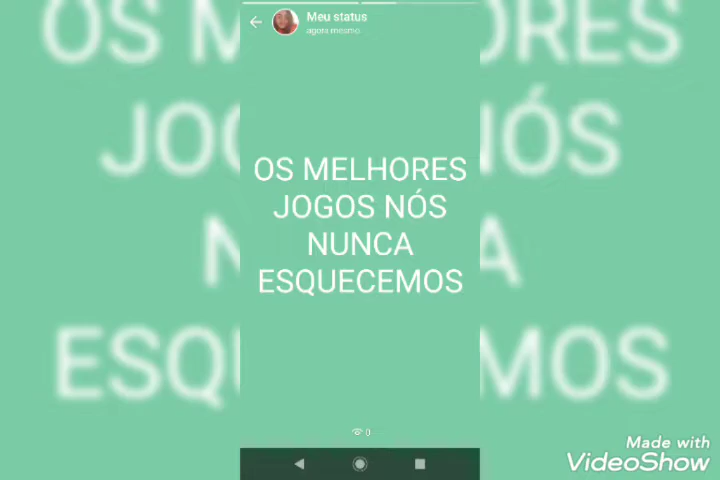 Meu status
agora mesmo
OS MELHORES
JOGOS NÓS
NUNCA
ESQUECEMOS
0
Made with
VideoShow